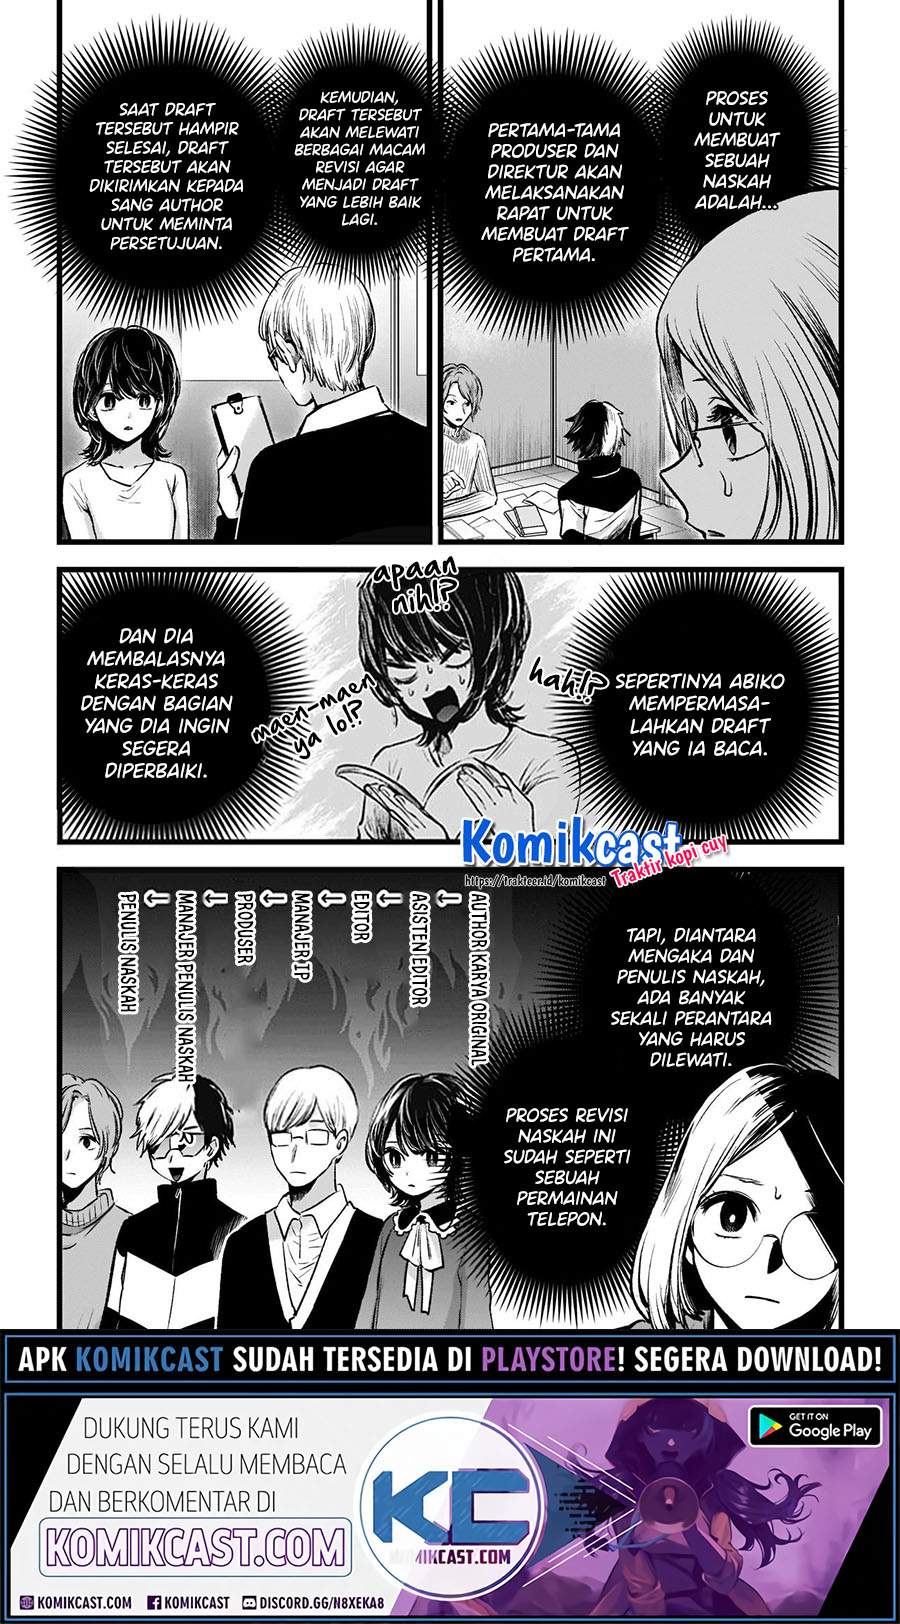 PROSES
UNTUK
MEMBUAT
SEBUAH
NASKAH
ADALAH...
PERTAMA-TAMA
PRODUSER DAN
DIREKTUR AKAN
MELAKSANAKAN
RAPAT UNTUK
MEMBUAT DRAFT
PERTAMA.
KEMUDIAN,
DRAFT TERSEBUT
AKAN MELEWATI
BERBAGAI MACAM
REVISI AGAR
MENJADI DRAFT
YANG LEBIH BAIK
LAGI.
SAAT DRAFT
TERSEBUT HAMPIR
SELESAI, DRAFT
TERSEBUT AKAN
DIKIRIMKAN KEPADA
SANG AUTHOR
UNTUK MEMINTA
PERSETUJUAN.
SEPERTINYA ABIKO
MEMPERMASA-
LAHKAN DRAFT
YANG IA BACA.
hah!?
apaan
nih!?
maen-maen
ya lo!?
DAN DIA
MEMBALASNYA
KERAS-KERAS
DENGAN BAGIAN
YANG DIA INGIN
SEGERA
DIPERBAIKI.
Komikcast
Traktir kopi cuy
https://trakteer.id/komikcast
TAPI, DIANTARA
MENGAKA DAN
PENULIS NASKAH,
ADA BANYAK
SEKALI PERANTARA
YANG HARUS
DILEWATI.
PROSES REVISI
NASKAH INI
SUDAH SEPERTI
SEBUAH
PERMAINAN
TELEPON.
AUTHOR KARYA ORIGINAL
←
ASISTEN EDITOR
←
EDITOR
←
MANAJER IP
←
PRODUSER
←
MANAJER PENULIS NASKAH
←
PENULIS NASKAH
APK KOMIKCAST SUDAH TERSEDIA DI PLAYSTORE! SEGERA DOWNLOAD!
DUKUNG TERUS KAMI
DENGAN SELALU MEMBACA
DAN BERKOMENTAR DI
KOMIKCAST.COM
KOMIKCAST.COM KOMIKCAST DISCORD.GG/N8XEKA8
KC
KOMIKCAST.COM
GET IT ON
Google Play